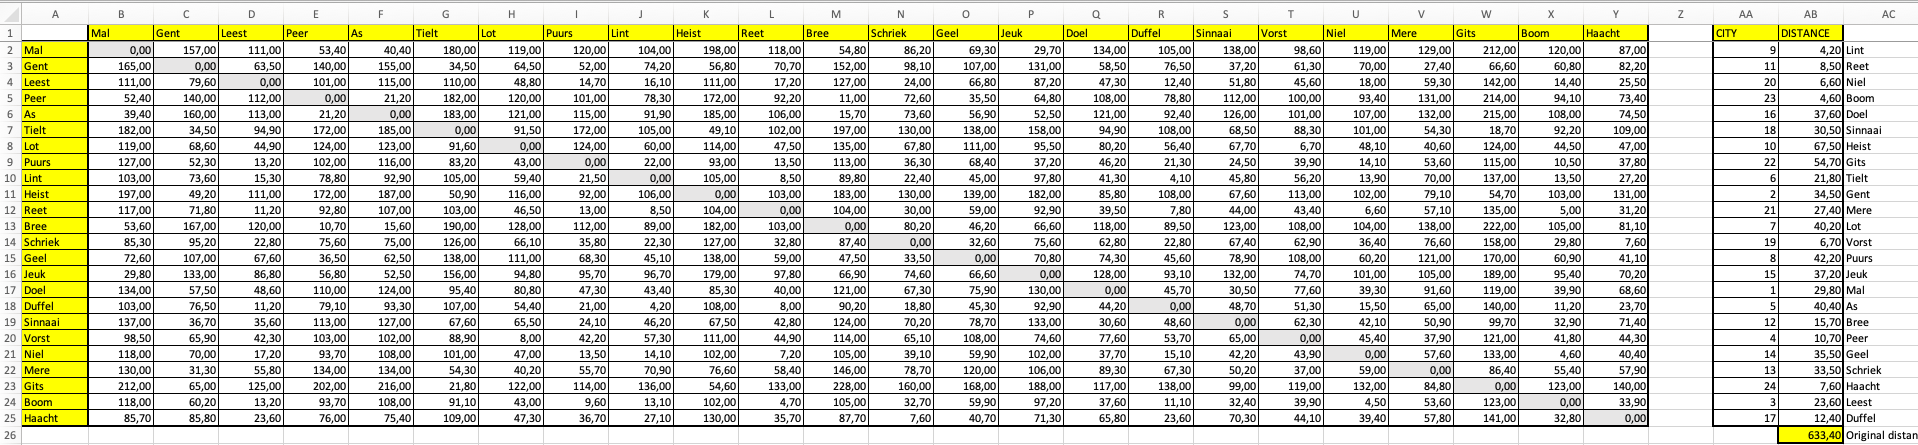 A B C D E F G H I J K L M N O P Q R S T U V W X Y Z AA AB AC
1 Mal Gent Leest Peer As Tielt Lot Puurs Lint Heist Reet Bree Schriek Geel Jeuk Doel Duffel Sinnaai Vorst Niel Mere Gits Boom Haacht CITY DISTANCE
2 Mal 0,00 157,00 111,00 53,40 40,40 180,00 119,00 120,00 104,00 198,00 118,00 54,80 86,20 69,30 29,70 134,00 105,00 138,00 98,60 119,00 129,00 212,00 120,00 87,00 9 4,20 Lint
3 Gent 165,00 0,00 63,50 140,00 155,00 34,50 64,50 52,00 74,20 56,80 70,70 152,00 98,10 107,00 131,00 58,50 76,50 37,20 61,30 70,00 27,40 66,60 60,80 82,20 11 8,50 Reet
4 Leest 111,00 79,60 0,00 101,00 115,00 110,00 48,80 14,70 16,10 111,00 17,20 127,00 24,00 66,80 87,20 47,30 12,40 51,80 45,60 18,00 59,30 142,00 14,40 25,50 20 6,60 Niel
5 Peer 52,40 140,00 112,00 0,00 21,20 182,00 120,00 101,00 78,30 172,00 92,20 11,00 72,60 35,50 64,80 108,00 78,80 112,00 100,00 93,40 131,00 214,00 94,10 73,40 23 4,60 Boom
6 As 39,40 160,00 113,00 21,20 0,00 183,00 121,00 115,00 91,90 185,00 106,00 15,70 73,60 56,90 52,50 121,00 92,40 126,00 101,00 107,00 132,00 215,00 108,00 74,50 16 37,60 Doel
7 Tielt 182,00 34,50 94,90 172,00 185,00 0,00 91,50 172,00 105,00 49,10 102,00 197,00 130,00 138,00 158,00 94,90 108,00 68,50 88,30 101,00 54,30 18,70 92,20 109,00 18 30,50 Sinnaai
8 Lot 119,00 68,60 44,90 124,00 123,00 91,60 0,00 124,00 60,00 114,00 47,50 135,00 67,80 111,00 95,50 80,20 56,40 67,70 6,70 48,10 40,60 124,00 44,50 47,00 10 67,50 Heist
9 Puurs 127,00 52,30 13,20 102,00 116,00 83,20 43,00 0,00 22,00 93,00 13,50 113,00 36,30 68,40 37,20 46,20 21,30 24,50 39,90 14,10 53,60 115,00 10,50 37,80 22 54,70 Gits
10 Lint 103,00 73,60 15,30 78,80 92,90 105,00 59,40 21,50 0,00 105,00 8,50 89,80 22,40 45,00 97,80 41,30 4,10 45,80 56,20 13,90 70,00 137,00 13,50 27,20 6 21,80 Tielt
11 Heist 197,00 49,20 111,00 172,00 187,00 50,90 116,00 92,00 106,00 0,00 103,00 183,00 130,00 139,00 182,00 85,80 108,00 67,60 113,00 102,00 79,10 54,70 103,00 131,00 2 34,50 Gent
12 Reet 117,00 71,80 11,20 92,80 107,00 103,00 46,50 13,00 8,50 104,00 0,00 104,00 30,00 59,00 92,90 39,50 7,80 44,00 43,40 6,60 57,10 135,00 5,00 31,20 21 27,40 Mere
13 Bree 53,60 167,00 120,00 10,70 15,60 190,00 128,00 112,00 89,00 182,00 103,00 0,00 80,20 46,20 66,60 118,00 89,50 123,00 108,00 104,00 138,00 222,00 105,00 81,10 7 40,20 Lot
14 Schriek 85,30 95,20 22,80 75,60 75,00 126,00 66,10 35,80 22,30 127,00 32,80 87,40 0,00 32,60 75,60 62,80 22,80 67,40 62,90 36,40 76,60 158,00 29,80 7,60 19 6,70 Vorst
15 Geel 72,60 107,00 67,60 36,50 62,50 138,00 111,00 68,30 45,10 138,00 59,00 47,50 33,50 0,00 70,80 74,30 45,60 78,90 108,00 60,20 121,00 170,00 60,90 41,10 8 42,20 Puurs
16 Jeuk 29,80 133,00 86,80 56,80 52,50 156,00 94,80 95,70 96,70 179,00 97,80 66,90 74,60 66,60 0,00 128,00 93,10 132,00 74,70 101,00 105,00 189,00 95,40 70,20 15 37,20 Jeuk
17 Doel 134,00 57,50 48,60 110,00 124,00 95,40 80,80 47,30 43,40 85,30 40,00 121,00 67,30 75,90 130,00 0,00 45,70 30,50 77,60 39,30 91,60 119,00 39,90 68,60 1 29,80 Mal
18 Duffel 103,00 76,50 11,20 79,10 93,30 107,00 54,40 21,00 4,20 108,00 8,00 90,20 18,80 45,30 92,90 44,20 0,00 48,70 51,30 15,50 65,00 140,00 11,20 23,70 5 40,40 As
19 Sinnaai 137,00 36,70 35,60 113,00 127,00 67,60 65,50 24,10 46,20 67,50 42,80 124,00 70,20 78,70 133,00 30,60 48,60 0,00 62,30 42,10 50,90 99,70 32,90 71,40 12 15,70 Bree
20 Vorst 98,50 65,90 42,30 103,00 102,00 88,90 8,00 42,20 57,30 111,00 44,90 114,00 65,10 108,00 74,60 77,60 53,70 65,00 0,00 45,40 37,90 121,00 41,80 44,30 4 10,70 Peer
21 Niel 118,00 70,00 17,20 93,70 108,00 101,00 47,00 13,50 14,10 102,00 7,20 105,00 39,10 59,90 102,00 37,70 15,10 42,20 43,90 0,00 57,60 133,00 4,60 40,40 14 35,50 Geel
22 Mere 130,00 31,30 55,80 134,00 134,00 54,30 40,20 55,70 70,90 76,60 58,40 146,00 78,70 120,00 106,00 89,30 67,30 50,20 37,00 59,00 0,00 86,40 55,40 57,90 13 33,50 Schriek
23 Gits 212,00 65,00 125,00 202,00 216,00 21,80 122,00 114,00 136,00 54,60 133,00 228,00 160,00 168,00 188,00 117,00 138,00 99,00 119,00 132,00 84,80 0,00 123,00 140,00 24 7,60 Haacht
24 Boom 118,00 60,20 13,20 93,70 108,00 91,10 43,00 9,60 13,10 102,00 4,70 105,00 32,70 59,90 97,20 37,60 11,10 32,40 39,90 4,50 53,60 123,00 0,00 33,90 3 23,60 Leest
25 Haacht 85,70 85,80 23,60 76,00 75,40 109,00 47,30 36,70 27,10 130,00 35,70 87,70 7,60 40,70 71,30 65,80 23,60 70,30 44,10 39,40 57,80 141,00 32,80 0,00 17 12,40 Duffel
26 633,40 Original distan